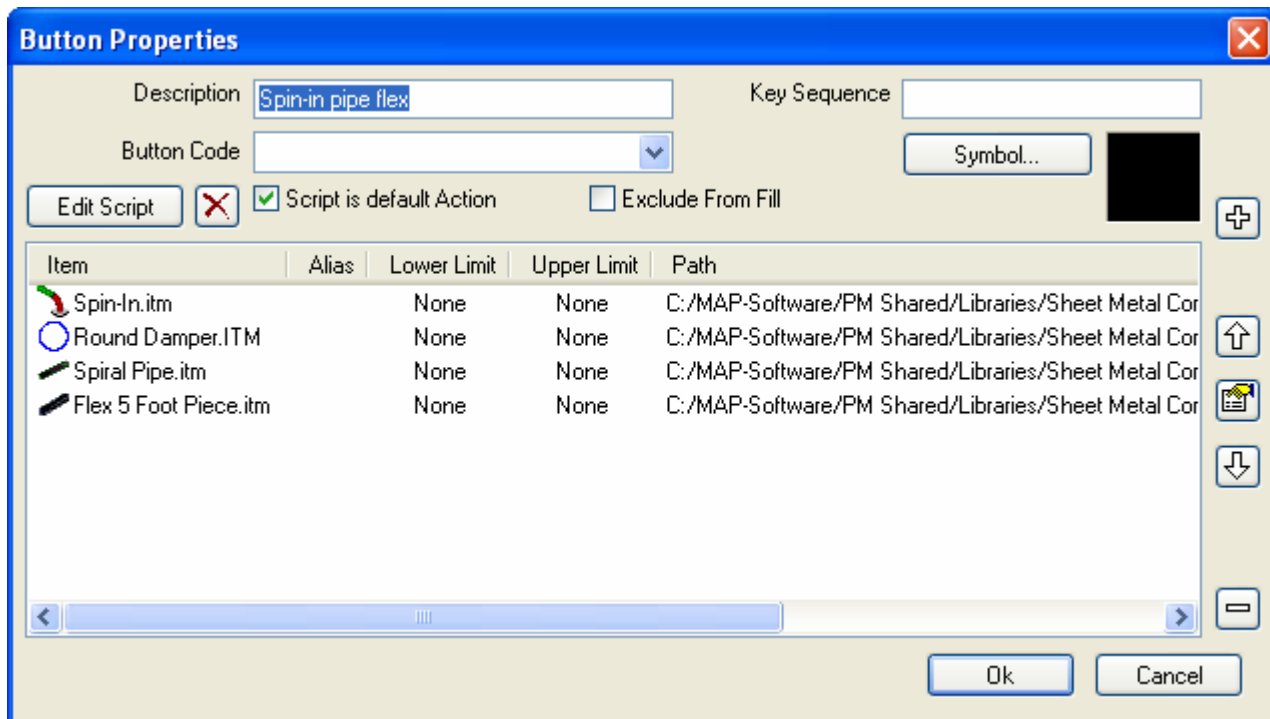 Button Properties
Description Spin-in pipe flex Key Sequence
Button Code Symbol...
Edit Script Script is default Action Exclude From Fill
Item Alias Lower Limit Upper Limit Path
Spin-In.itm None None C:/MAP-Software/PM Shared/Libraries/Sheet Metal Cor
Round Damper.ITM None None C:/MAP-Software/PM Shared/Libraries/Sheet Metal Cor
Spiral Pipe.itm None None C:/MAP-Software/PM Shared/Libraries/Sheet Metal Cor
Flex 5 Foot Piece.itm None None C:/MAP-Software/PM Shared/Libraries/Sheet Metal Cor
Ok Cancel